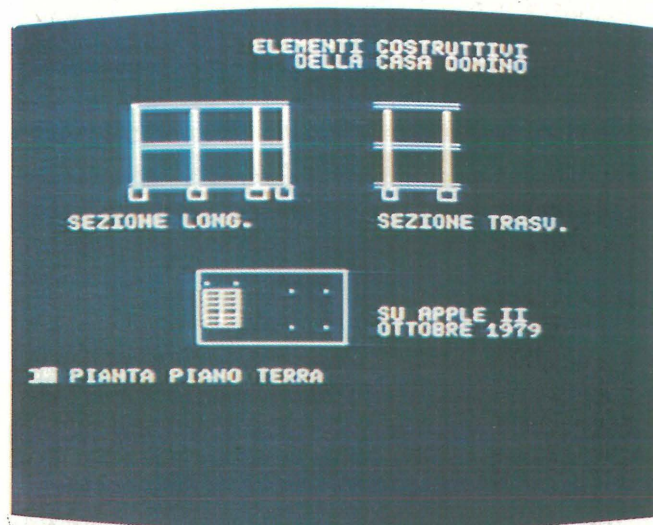 ELEMENTI COSTRUTTIVI
DELLA CASA DOMINO
SEZIONE LONG.
SEZIONE TRASV.
SU APPLE II
OTTOBRE 1979
] PIANTA PIANO TERRA